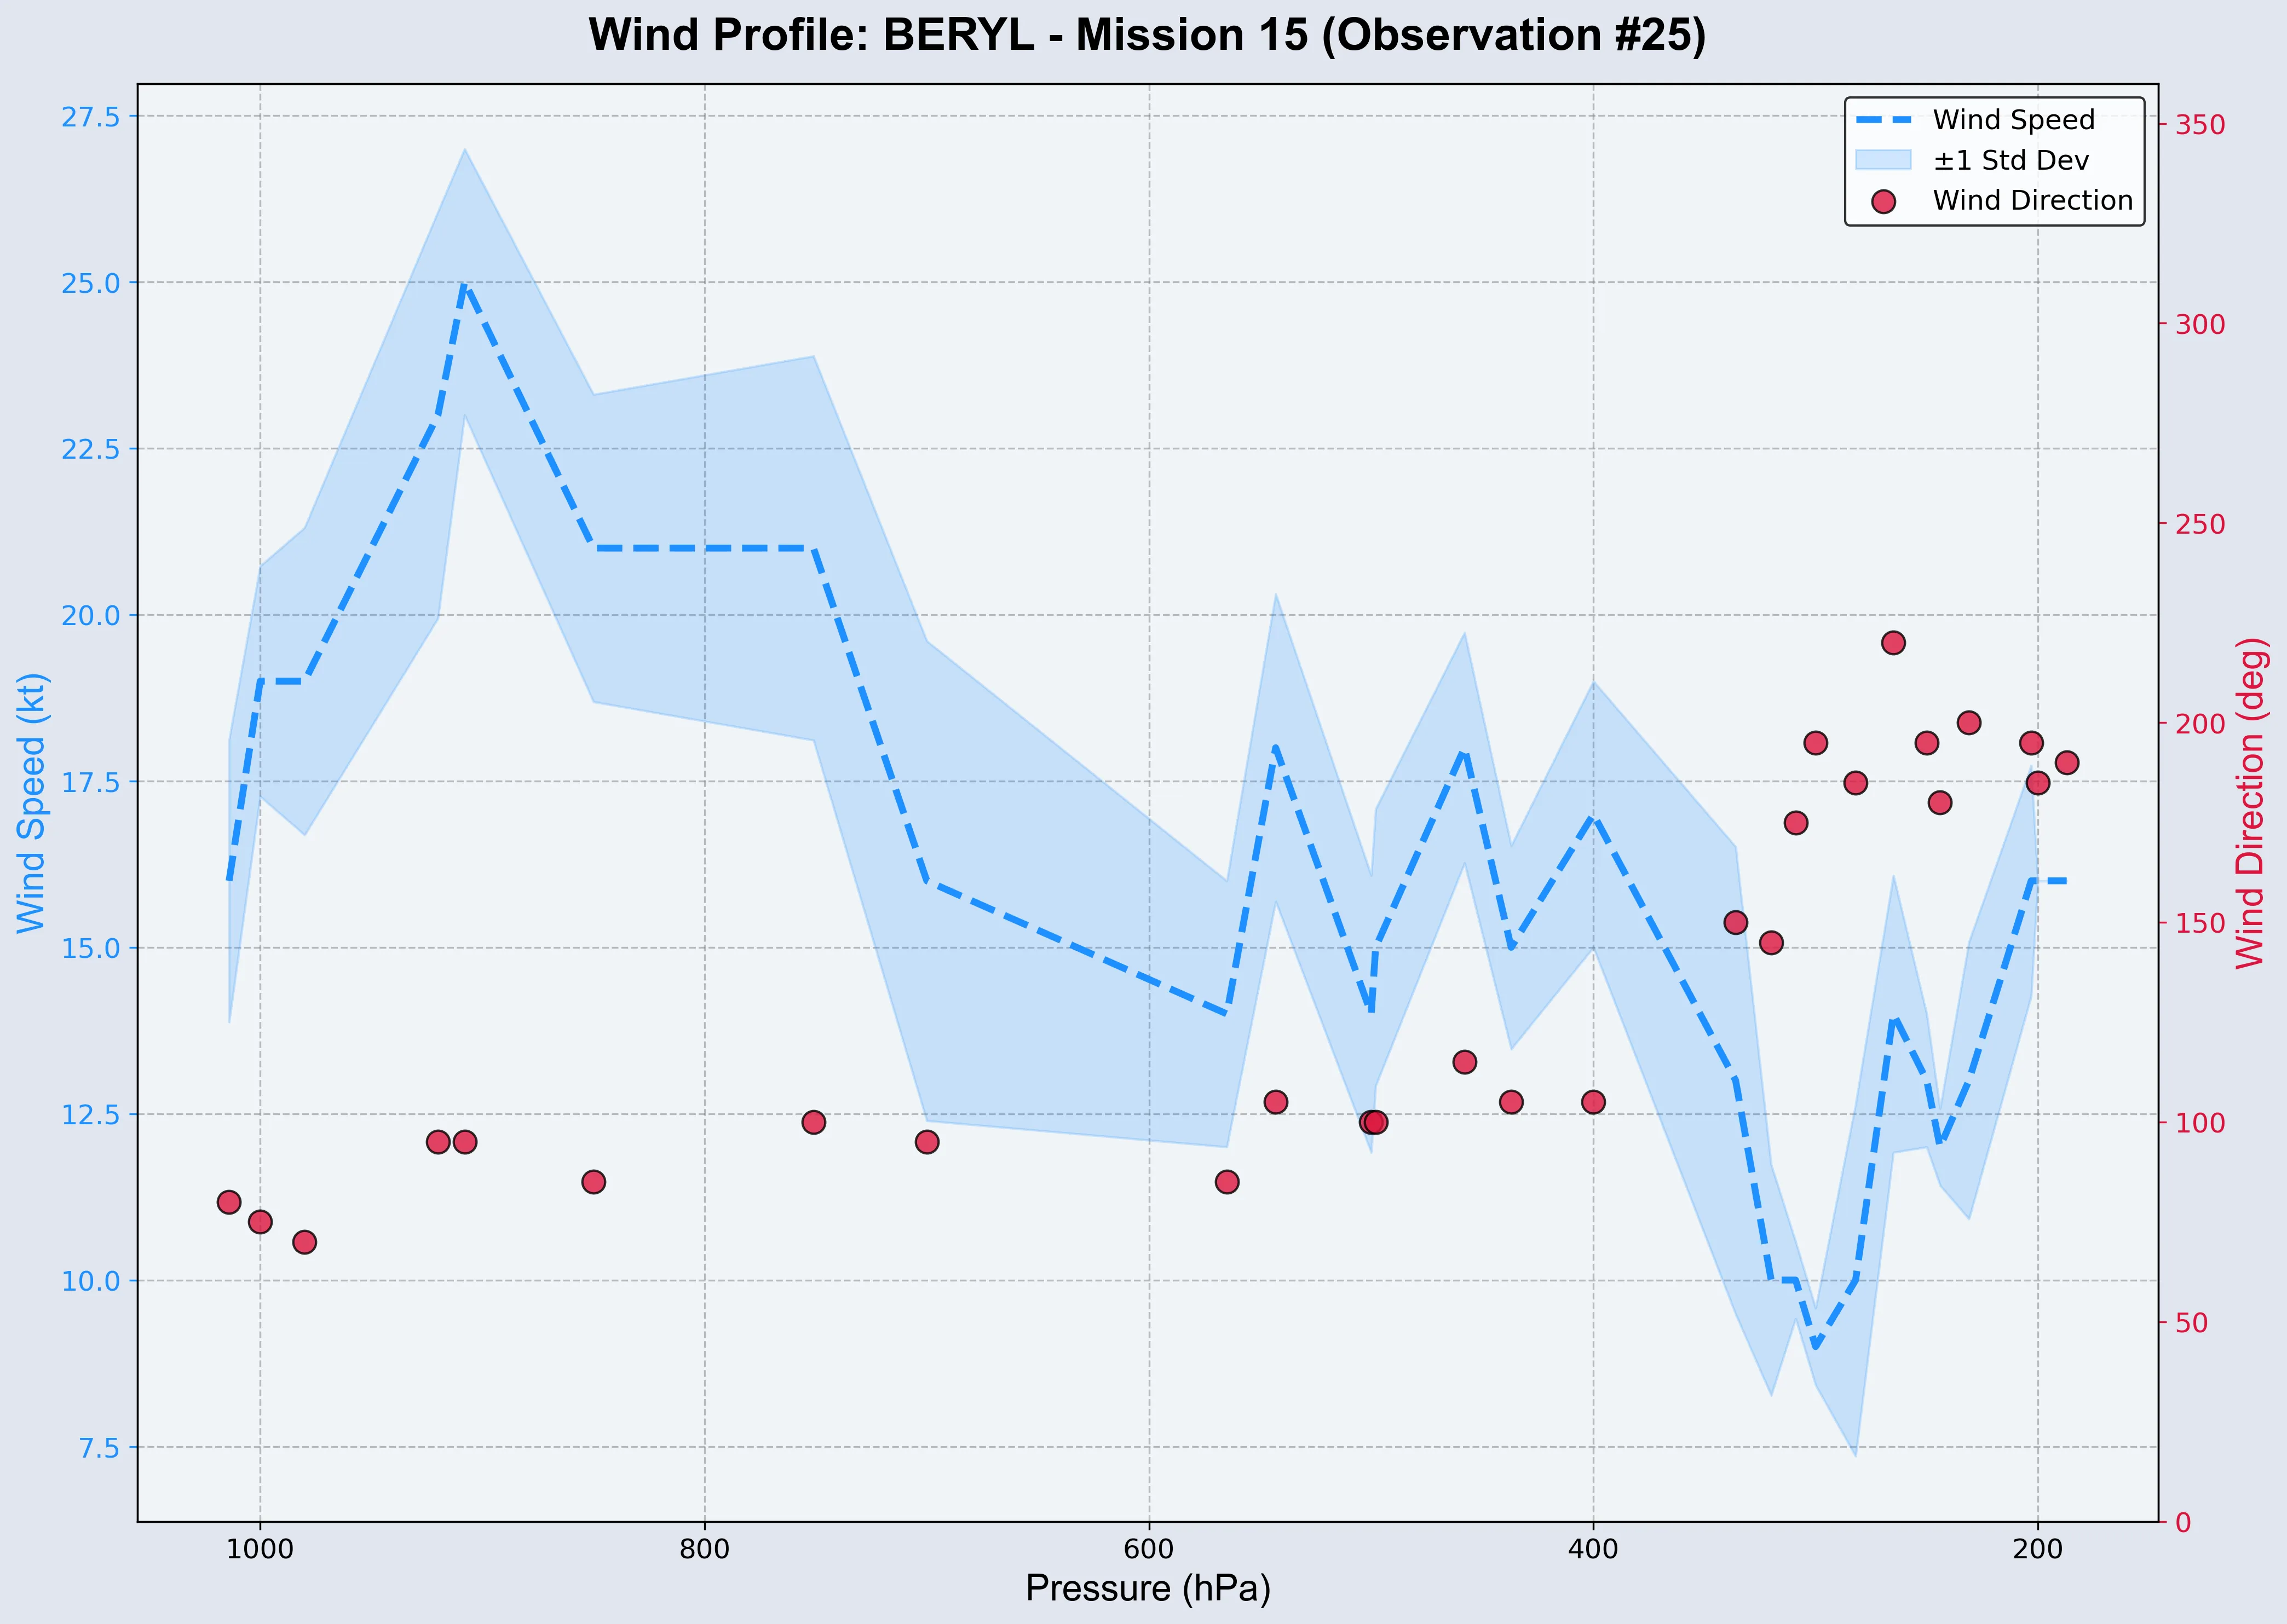 Wind Profile: BERYL - Mission 15 (Observation #25)
Wind Speed
±1 Std Dev
Wind Direction
Wind Speed (kt)
27.5
25.0
22.5
20.0
17.5
15.0
12.5
10.0
7.5
350
300
250
200
150
100
50
0
Wind Direction (deg)
1000 800 600 400 200
Pressure (hPa)